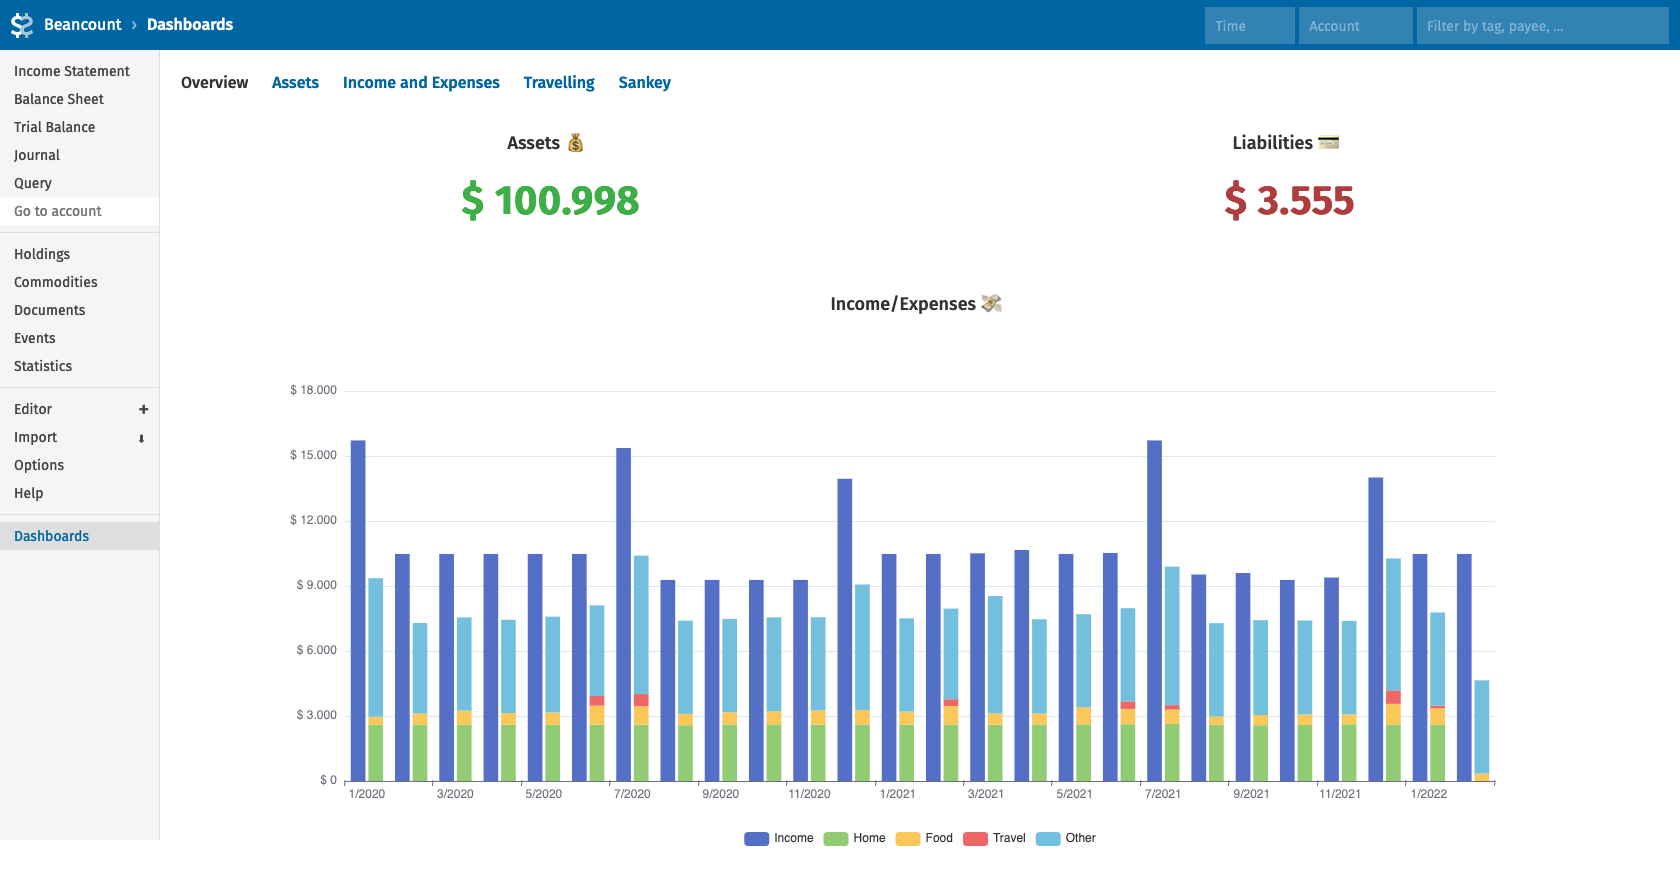 Beancount › Dashboards
Time
Account
Filter by tag, payee, ...
Income Statement
Balance Sheet
Trial Balance
Journal
Query
Go to account
Holdings
Commodities
Documents
Events
Statistics
Editor +
Import
Options
Help
Dashboards
Overview Assets Income and Expenses Travelling Sankey
Assets 💰
$ 100.998
Liabilities 💳
$ 3.555
Income/Expenses 💸
$ 18.000
$ 15.000
$ 12.000
$ 9.000
$ 6.000
$ 3.000
$ 0
1/2020 3/2020 5/2020 7/2020 9/2020 11/2020 1/2021 3/2021 5/2021 7/2021 9/2021 11/2021 1/2022
Income Home Food Travel Other